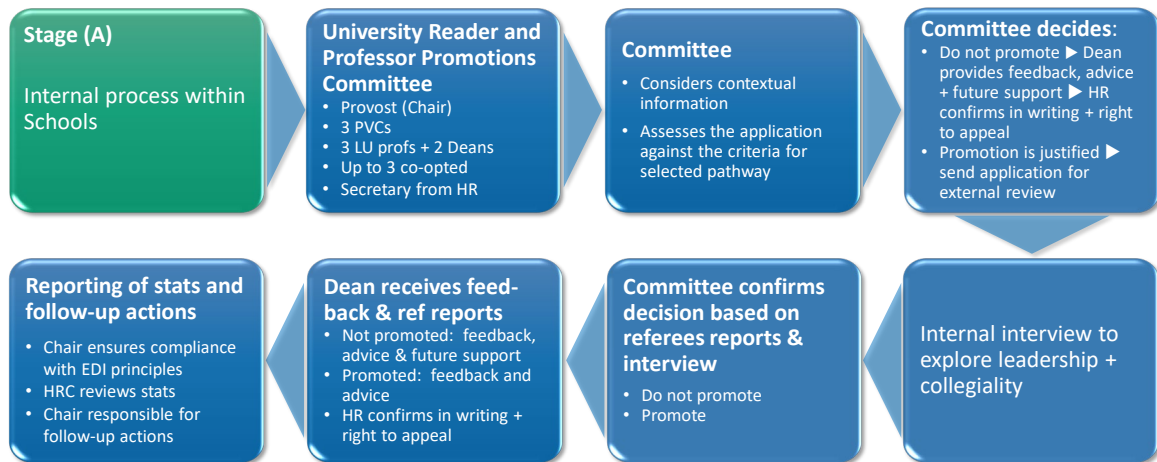 Stage (A)
Internal process within
Schools
University Reader and
Professor Promotions
Committee
• Provost (Chair)
• 3 PVCs
• 3 LU profs + 2 Deans
• Up to 3 co-opted
• Secretary from HR
Committee
• Considers contextual
information
• Assesses the application
against the criteria for
selected pathway
Committee decides:
• Do not promote ▶ Dean
provides feedback, advice
+ future support ▶ HR
confirms in writing + right
to appeal
• Promotion is justified ▶
send application for
external review
Internal interview to
explore leadership +
collegiality
Committee confirms
decision based on
referees reports &
interview
• Do not promote
• Promote
Dean receives feed-
back & ref reports
• Not promoted: feedback,
advice & future support
• Promoted: feedback and
advice
• HR confirms in writing +
right to appeal
Reporting of stats and
follow-up actions
• Chair ensures compliance
with EDI principles
• HRC reviews stats
• Chair responsible for
follow-up actions